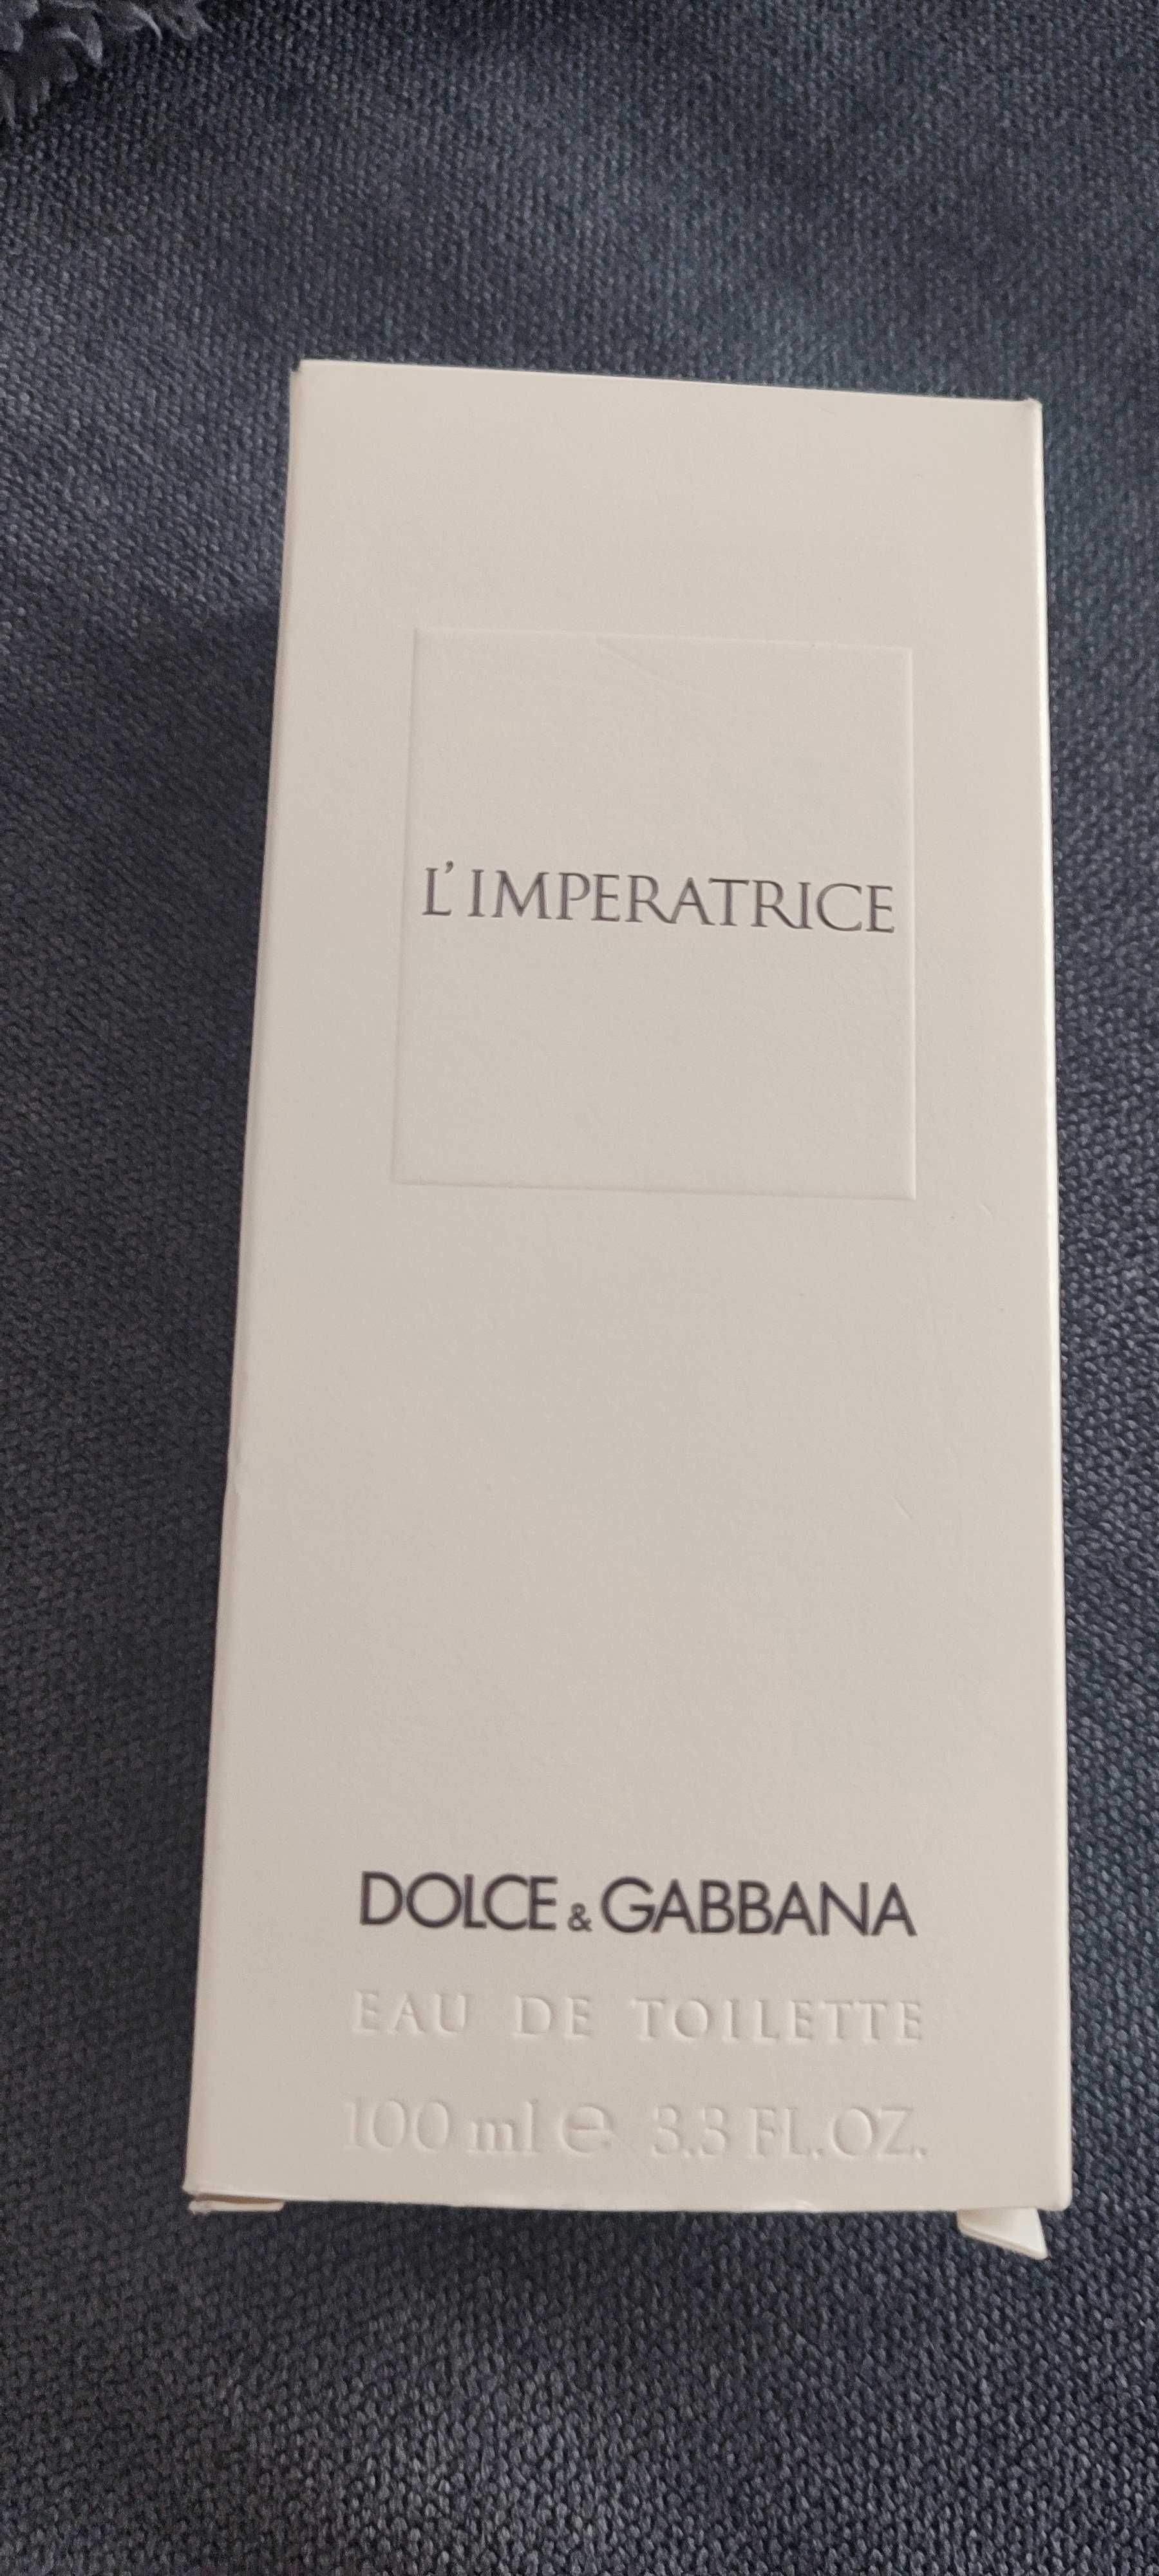 L'IMPERATRICE
DOLCE & GABBANA
EAU DE TOILETTE
100 ml ℮ 3.3 FL.OZ.